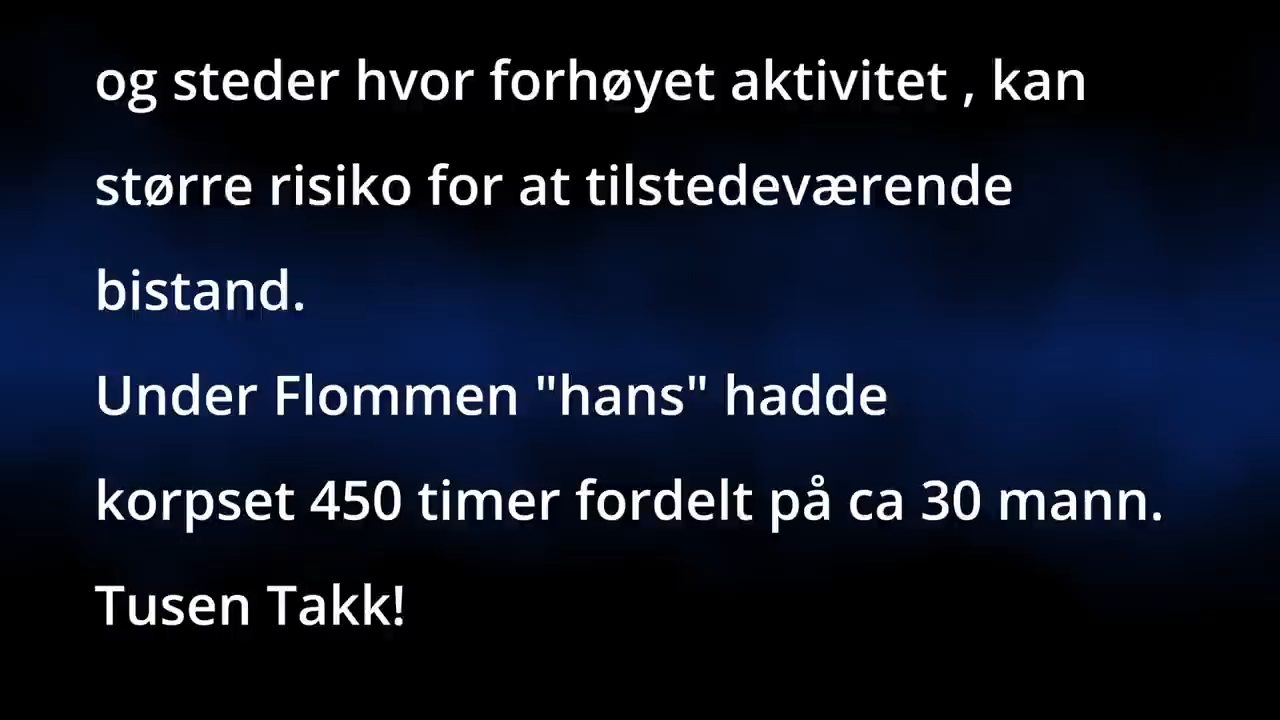 og steder hvor forhøyet aktivitet , kan
større risiko for at tilstedeværende
bistand.
Under Flommen "hans" hadde
korpset 450 timer fordelt på ca 30 mann.
Tusen Takk!